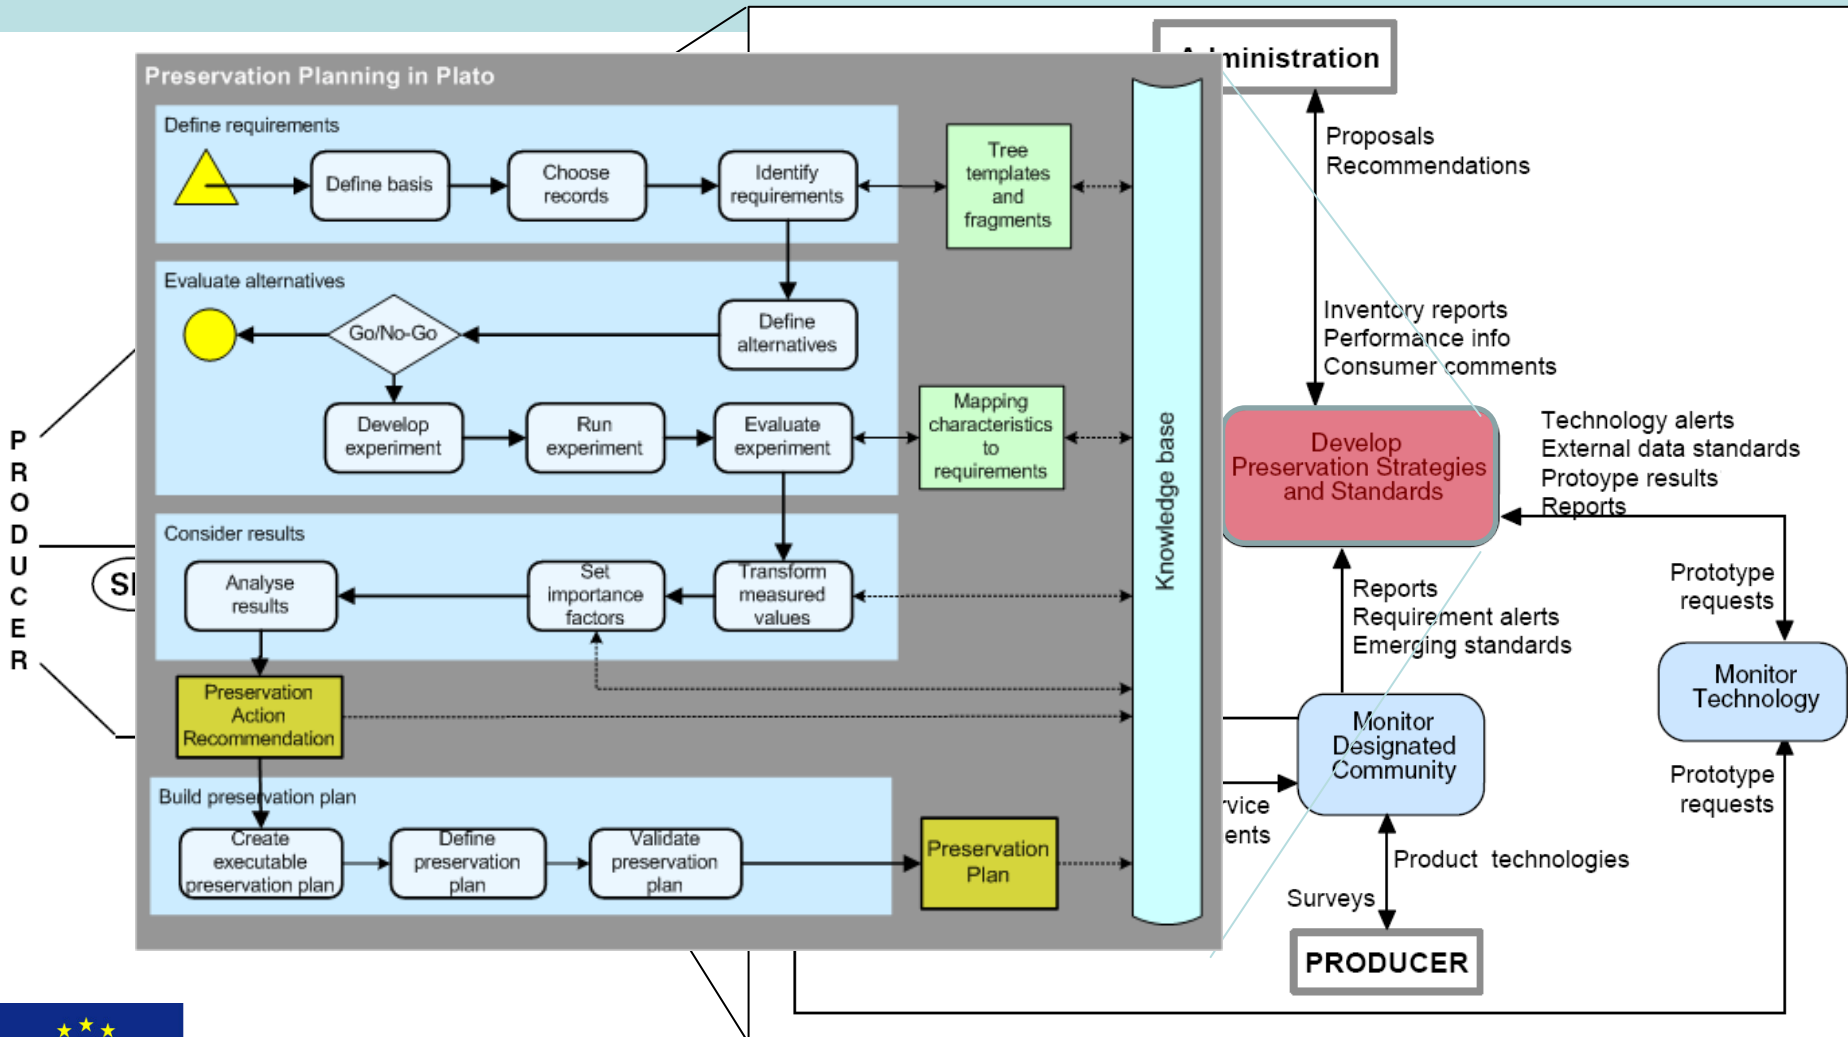 Preservation Planning in Plato
Define requirements
Define basis
Choose
records
Identify
requirements
Tree
templates
and
fragments
Evaluate alternatives
Go/No-Go
Define
alternatives
Develop
experiment
Run
experiment
Evaluate
experiment
Mapping
characteristics
to
requirements
Consider results
Analyse
results
Set
importance
factors
Transform
measured
values
Preservation
Action
Recommendation
Build preservation plan
Create
executable
preservation plan
Define
preservation
plan
Validate
preservation
plan
Preservation
Plan
Knowledge base
PRODUCER
Proposals
Recommendations
Inventory reports
Performance info
Consumer comments
Develop
Preservation Strategies
and Standards
Technology alerts
External data standards
Protoype results
Reports
Prototype
requests
Reports
Requirement alerts
Emerging standards
Monitor
Technology
Monitor
Designated
Community
Prototype
requests
Product technologies
Surveys
PRODUCER